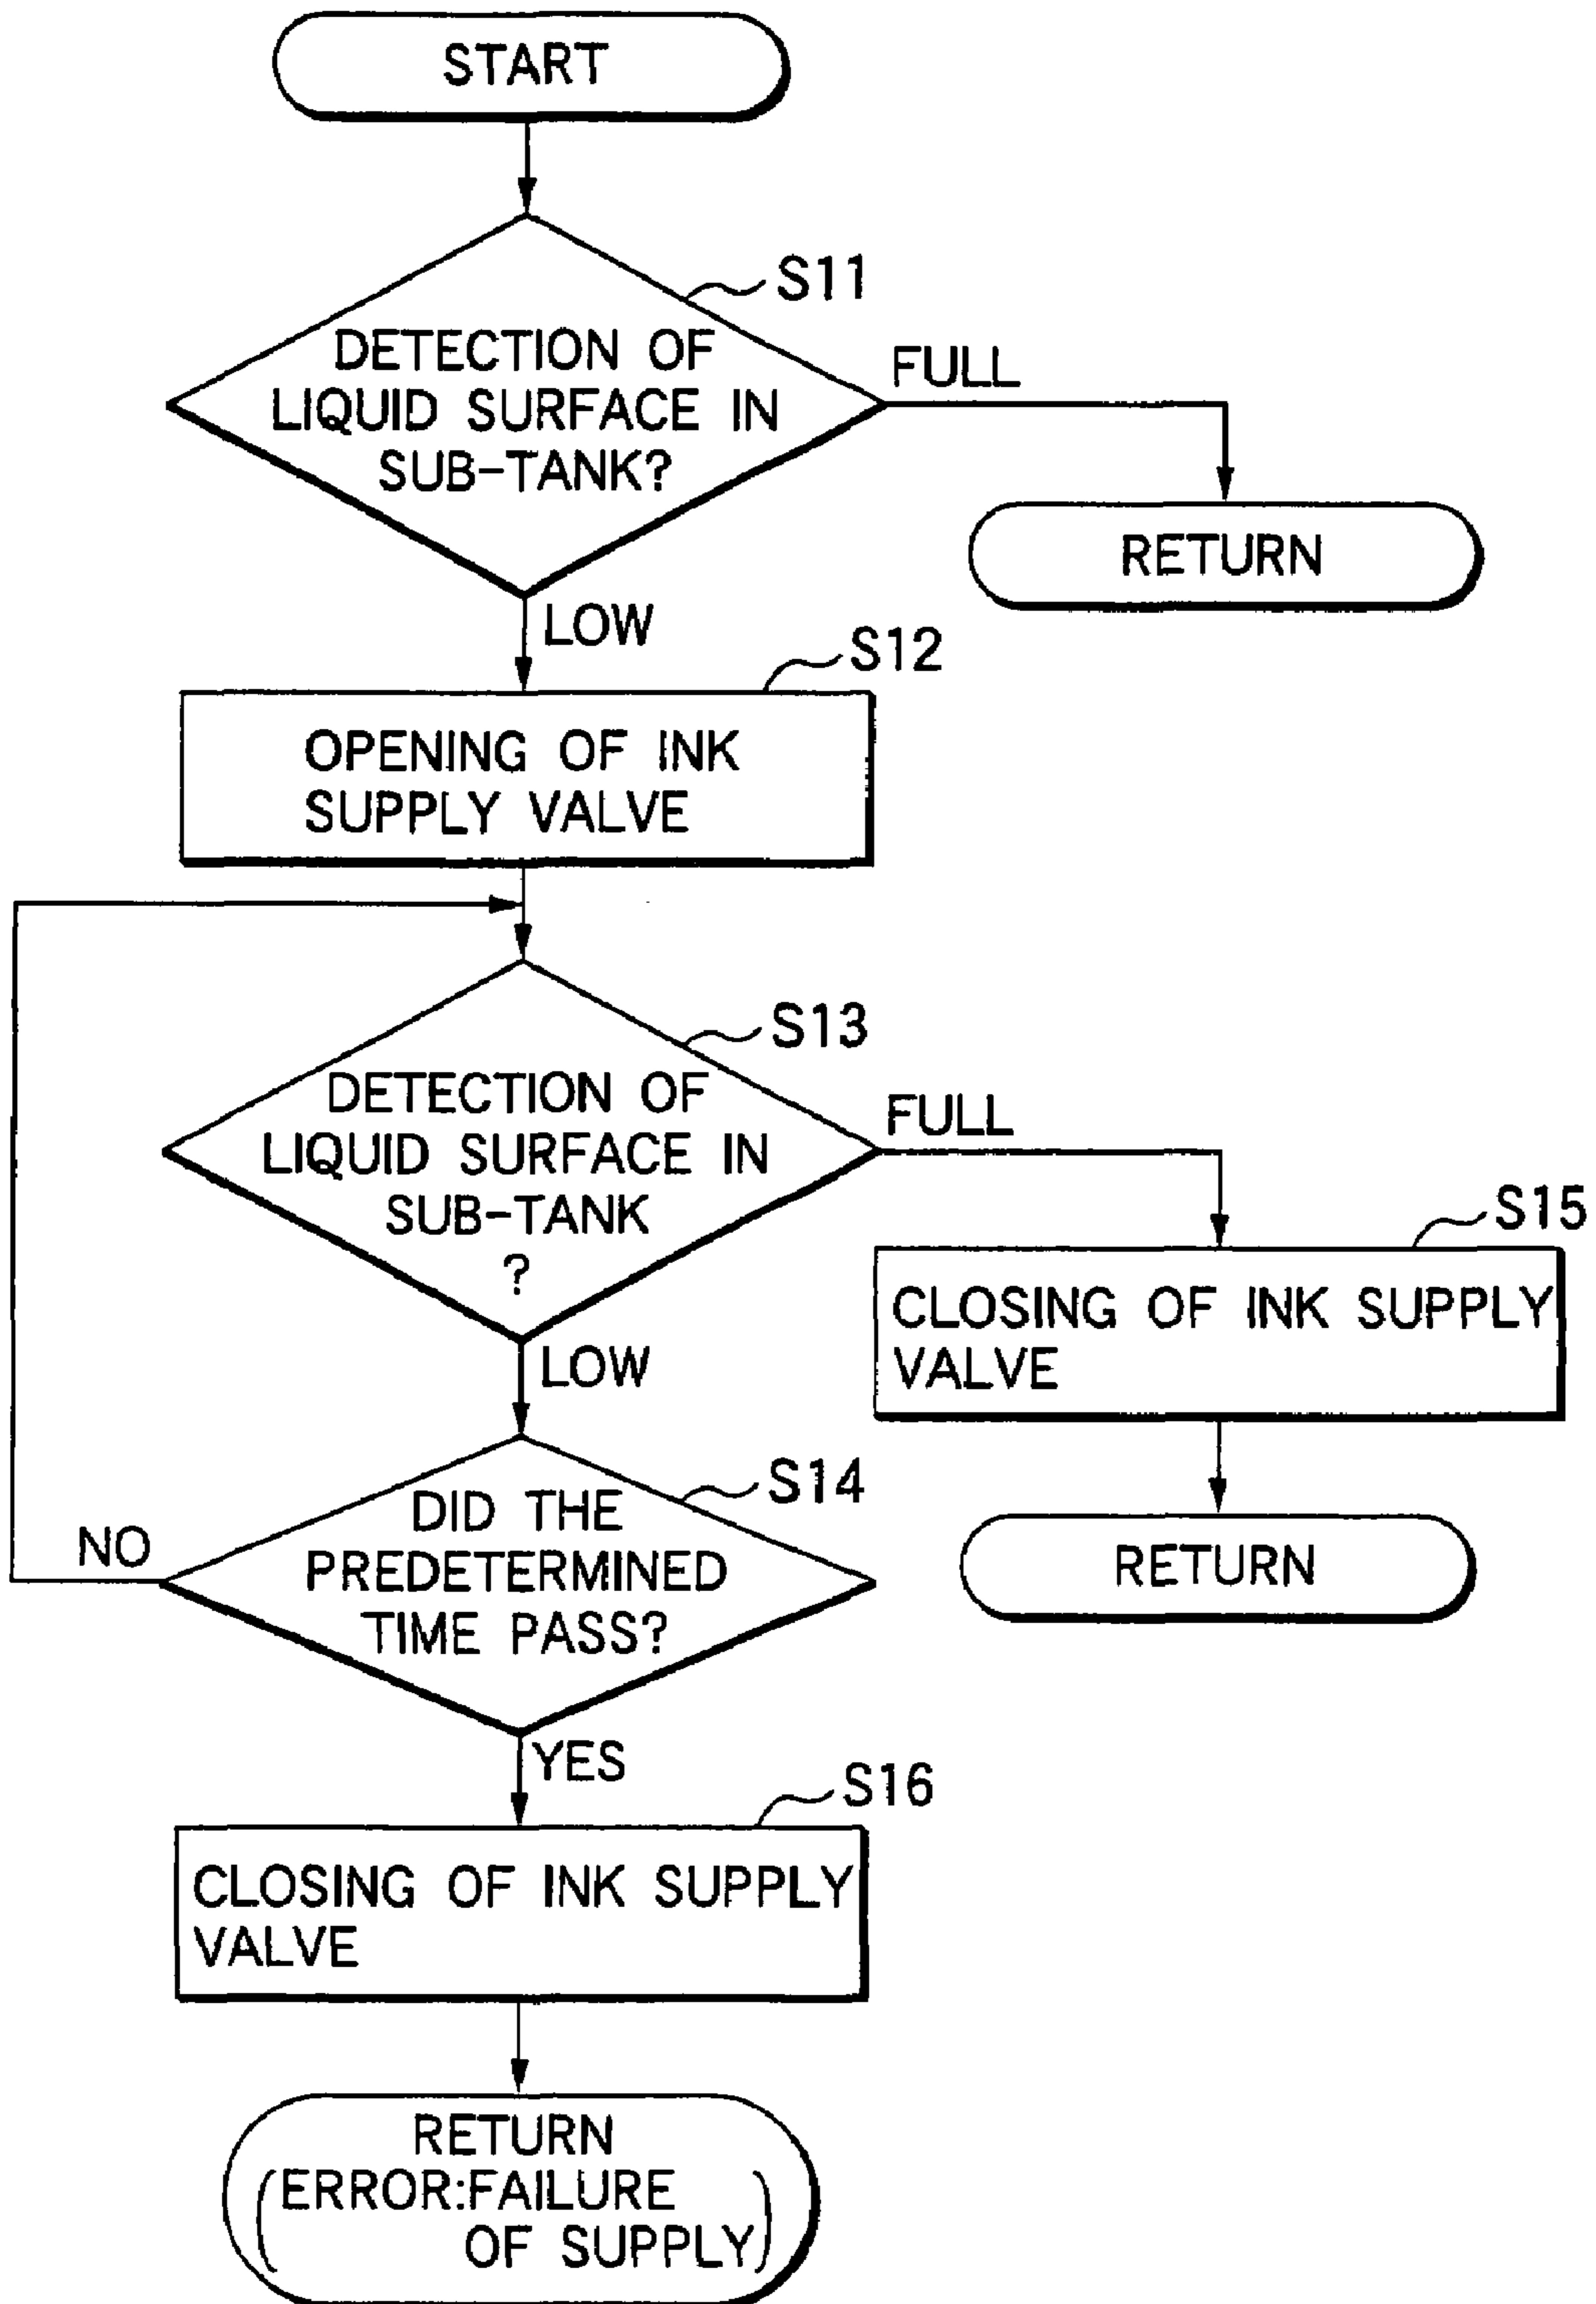 START
S11
DETECTION OF
LIQUID SURFACE IN
SUB-TANK?
FULL
RETURN
LOW
S12
OPENING OF INK
SUPPLY VALVE
S13
DETECTION OF
LIQUID SURFACE IN
SUB-TANK
?
FULL
S15
CLOSING OF INK SUPPLY
VALVE
RETURN
LOW
S14
DID THE
PREDETERMINED
TIME PASS?
NO
YES
S16
CLOSING OF INK SUPPLY
VALVE
RETURN
(ERROR:FAILURE
OF SUPPLY)